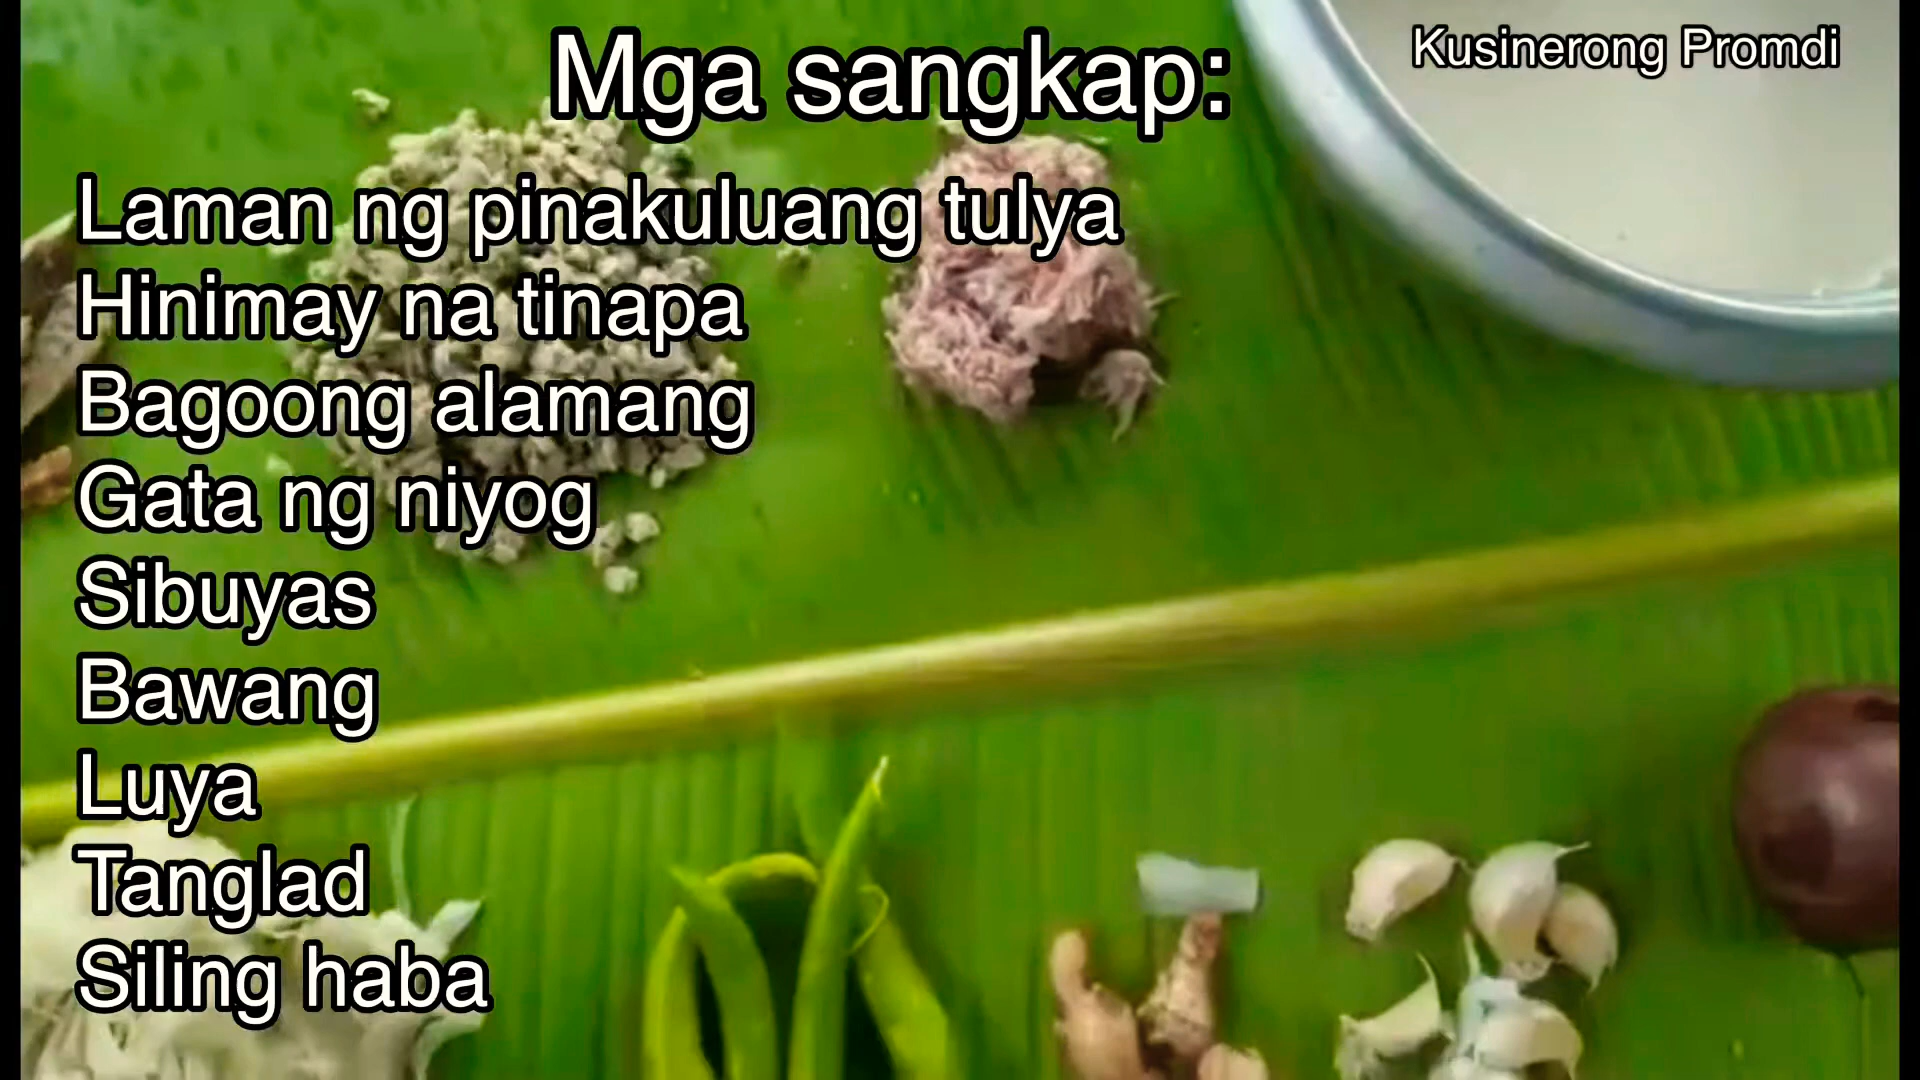 Kusinerong Promdi
Mga sangkap:
Laman ng pinakuluang tulya
Hinimay na tinapa
Bagoong alamang
Gata ng niyog
Sibuyas
Bawang
Luya
Tanglad
Siling haba